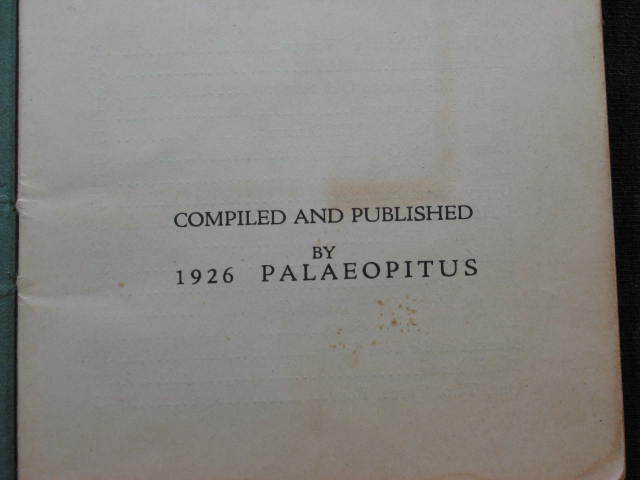 COMPILED AND PUBLISHED
BY
1926 PALAEOPITUS